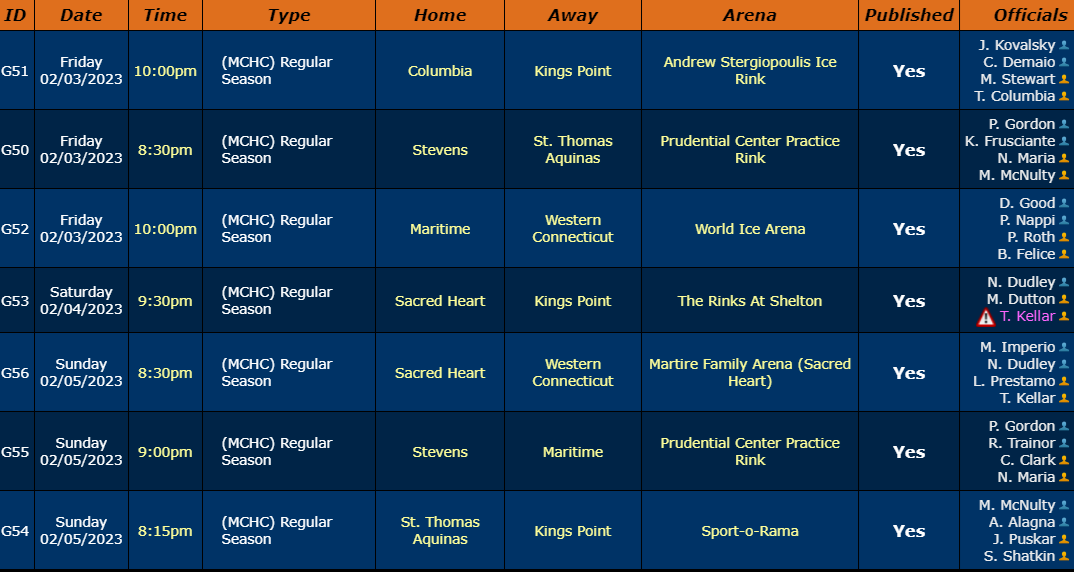 ID Date Time Type Home Away Arena Published Officials
G51 Friday 02/03/2023 10:00pm (MCHC) Regular Season Columbia Kings Point Andrew Stergiopoulis Ice Rink Yes J. Kovalsky C. Demaio M. Stewart T. Columbia
G50 Friday 02/03/2023 8:30pm (MCHC) Regular Season Stevens St. Thomas Aquinas Prudential Center Practice Rink Yes P. Gordon K. Frusciante N. Maria M. McNulty
G52 Friday 02/03/2023 10:00pm (MCHC) Regular Season Maritime Western Connecticut World Ice Arena Yes D. Good P. Nappi P. Roth B. Felice
G53 Saturday 02/04/2023 9:30pm (MCHC) Regular Season Sacred Heart Kings Point The Rinks At Shelton Yes N. Dudley M. Dutton T. Kellar
G56 Sunday 02/05/2023 8:30pm (MCHC) Regular Season Sacred Heart Western Connecticut Martire Family Arena (Sacred Heart) Yes M. Imperio N. Dudley L. Prestamo T. Kellar
G55 Sunday 02/05/2023 9:00pm (MCHC) Regular Season Stevens Maritime Prudential Center Practice Rink Yes P. Gordon R. Trainor C. Clark N. Maria
G54 Sunday 02/05/2023 8:15pm (MCHC) Regular Season St. Thomas Aquinas Kings Point Sport-o-Rama Yes M. McNulty A. Alagna J. Puskar S. Shatkin